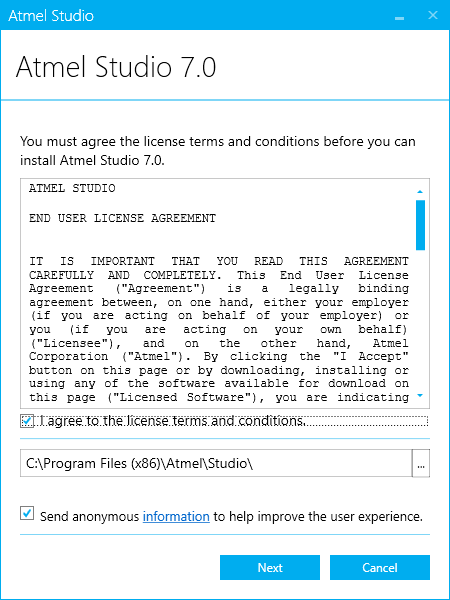 Atmel Studio
Atmel Studio 7.0
You must agree the license terms and conditions before you can
install Atmel Studio 7.0.
ATMEL STUDIO
END USER LICENSE AGREEMENT
IT IS IMPORTANT THAT YOU READ THIS AGREEMENT
CAREFULLY AND COMPLETELY. This End User License
Agreement ("Agreement") is a legally binding
agreement between, on one hand, either your employer
(if you are acting on behalf of your employer) or
you (if you are acting on your own behalf)
("Licensee"), and on the other hand, Atmel
Corporation ("Atmel"). By clicking the "I Accept"
button on this page or by downloading, installing or
using any of the software available for download on
this page ("Licensed Software"), you are indicating
I agree to the license terms and conditions.
C:\Program Files (x86)\Atmel\Studio\
...
Send anonymous information to help improve the user experience.
Next
Cancel